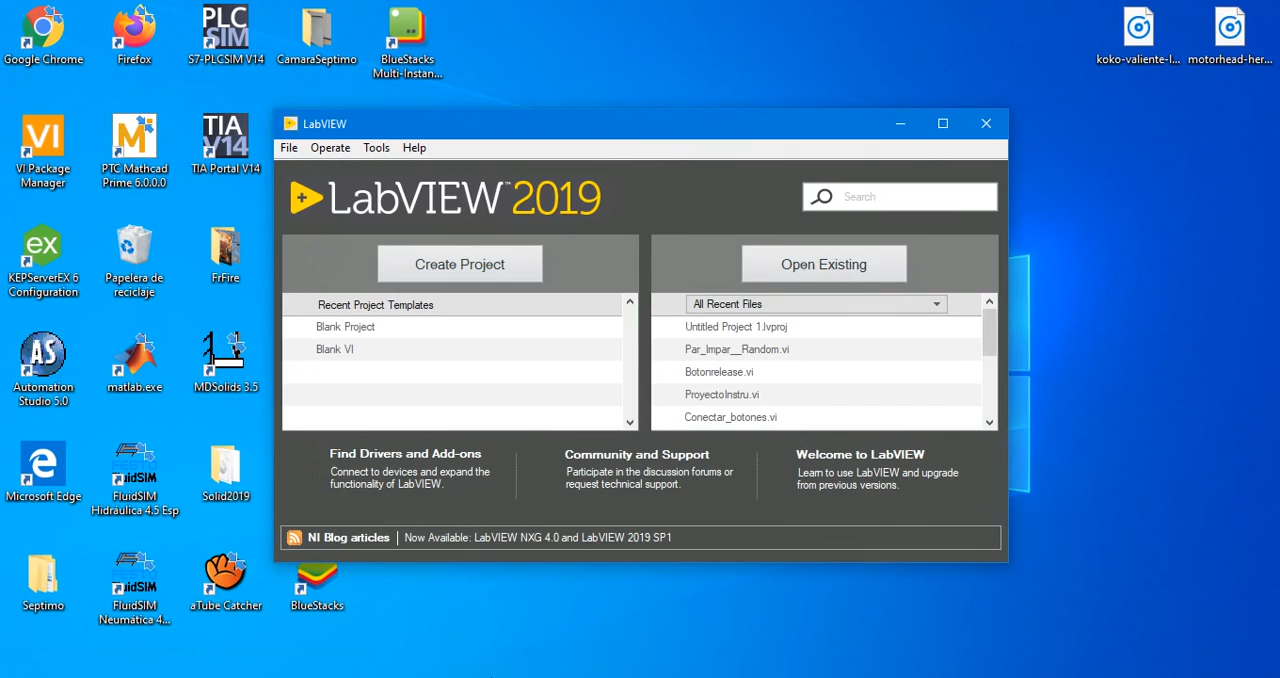 Google Chrome
Firefox
PLC
SIM
S7-PLCSIM V14
CamaraSeptimo
BlueStacks
Multi-Instan...
koko-valiente-l...
motorhead-her...
VI
VI Package
Manager
PTC Mathcad
Prime 6.0.0.0
TIA
V14
TIA Portal V14
ex
KEPServerEX 6
Configuration
Papelera de
reciclaje
FrFire
AS
Automation
Studio 5.0
matlab.exe
MDSolids 3.5
Microsoft Edge
FluidSIM
FluidSIM
Hidraulica 4.5 Esp
Solid2019
Septimo
FluidSIM
FluidSIM
Neumatica 4...
aTube Catcher
BlueStacks
LabVIEW
File
Operate
Tools
Help
LabVIEW™ 2019
Search
Create Project
Open Existing
Recent Project Templates
Blank Project
Blank VI
All Recent Files
Untitled Project 1.lvproj
Par_Impar__Random.vi
Botonrelease.vi
ProyectoInstru.vi
Conectar_botones.vi
Find Drivers and Add-ons
Connect to devices and expand the
functionality of LabVIEW.
Community and Support
Participate in the discussion forums or
request technical support.
Welcome to LabVIEW
Learn to use LabVIEW and upgrade
from previous versions.
NI Blog articles
Now Available: LabVIEW NXG 4.0 and LabVIEW 2019 SP1